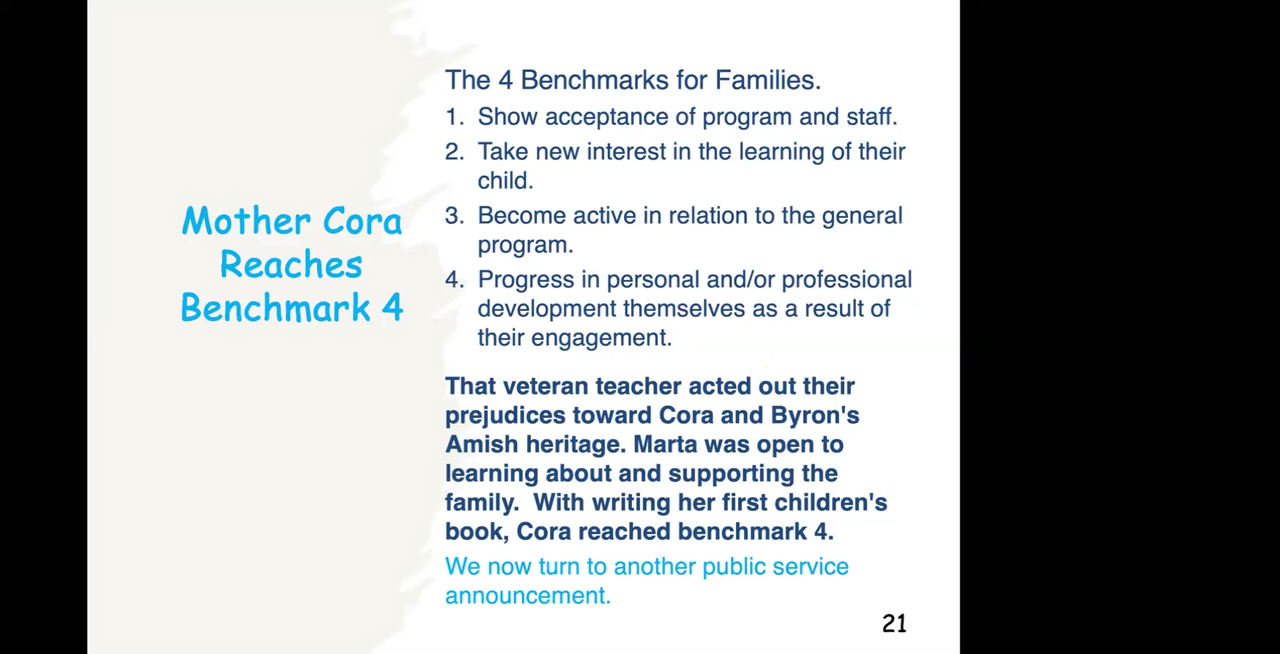 Mother Cora
Reaches
Benchmark 4
The 4 Benchmarks for Families.
1. Show acceptance of program and staff.
2. Take new interest in the learning of their
child.
3. Become active in relation to the general
program.
4. Progress in personal and/or professional
development themselves as a result of
their engagement.
That veteran teacher acted out their
prejudices toward Cora and Byron's
Amish heritage. Marta was open to
learning about and supporting the
family.  With writing her first children's
book, Cora reached benchmark 4.
We now turn to another public service
announcement.
21